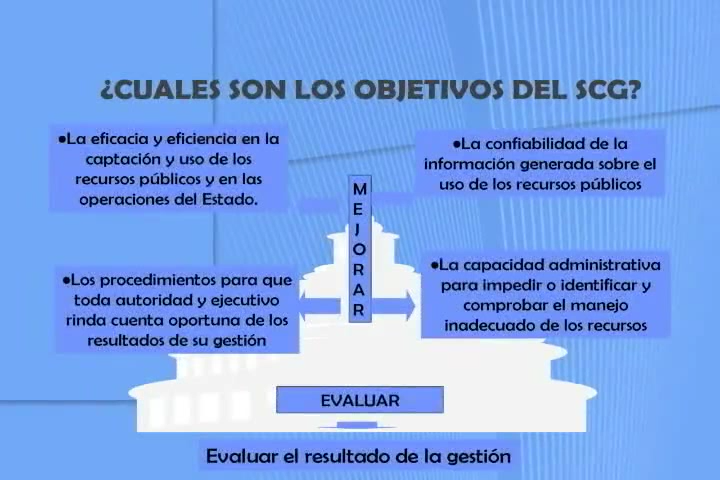 ¿CUALES SON LOS OBJETIVOS DEL SCG?
•La eficacia y eficiencia en la
captación y uso de los
recursos públicos y en las
operaciones del Estado.
•La confiabilidad de la
información generada sobre el
uso de los recursos públicos
M
E
J
O
R
A
R
•Los procedimientos para que
toda autoridad y ejecutivo
rinda cuenta oportuna de los
resultados de su gestión
•La capacidad administrativa
para impedir o identificar y
comprobar el manejo
inadecuado de los recursos
EVALUAR
Evaluar el resultado de la gestión